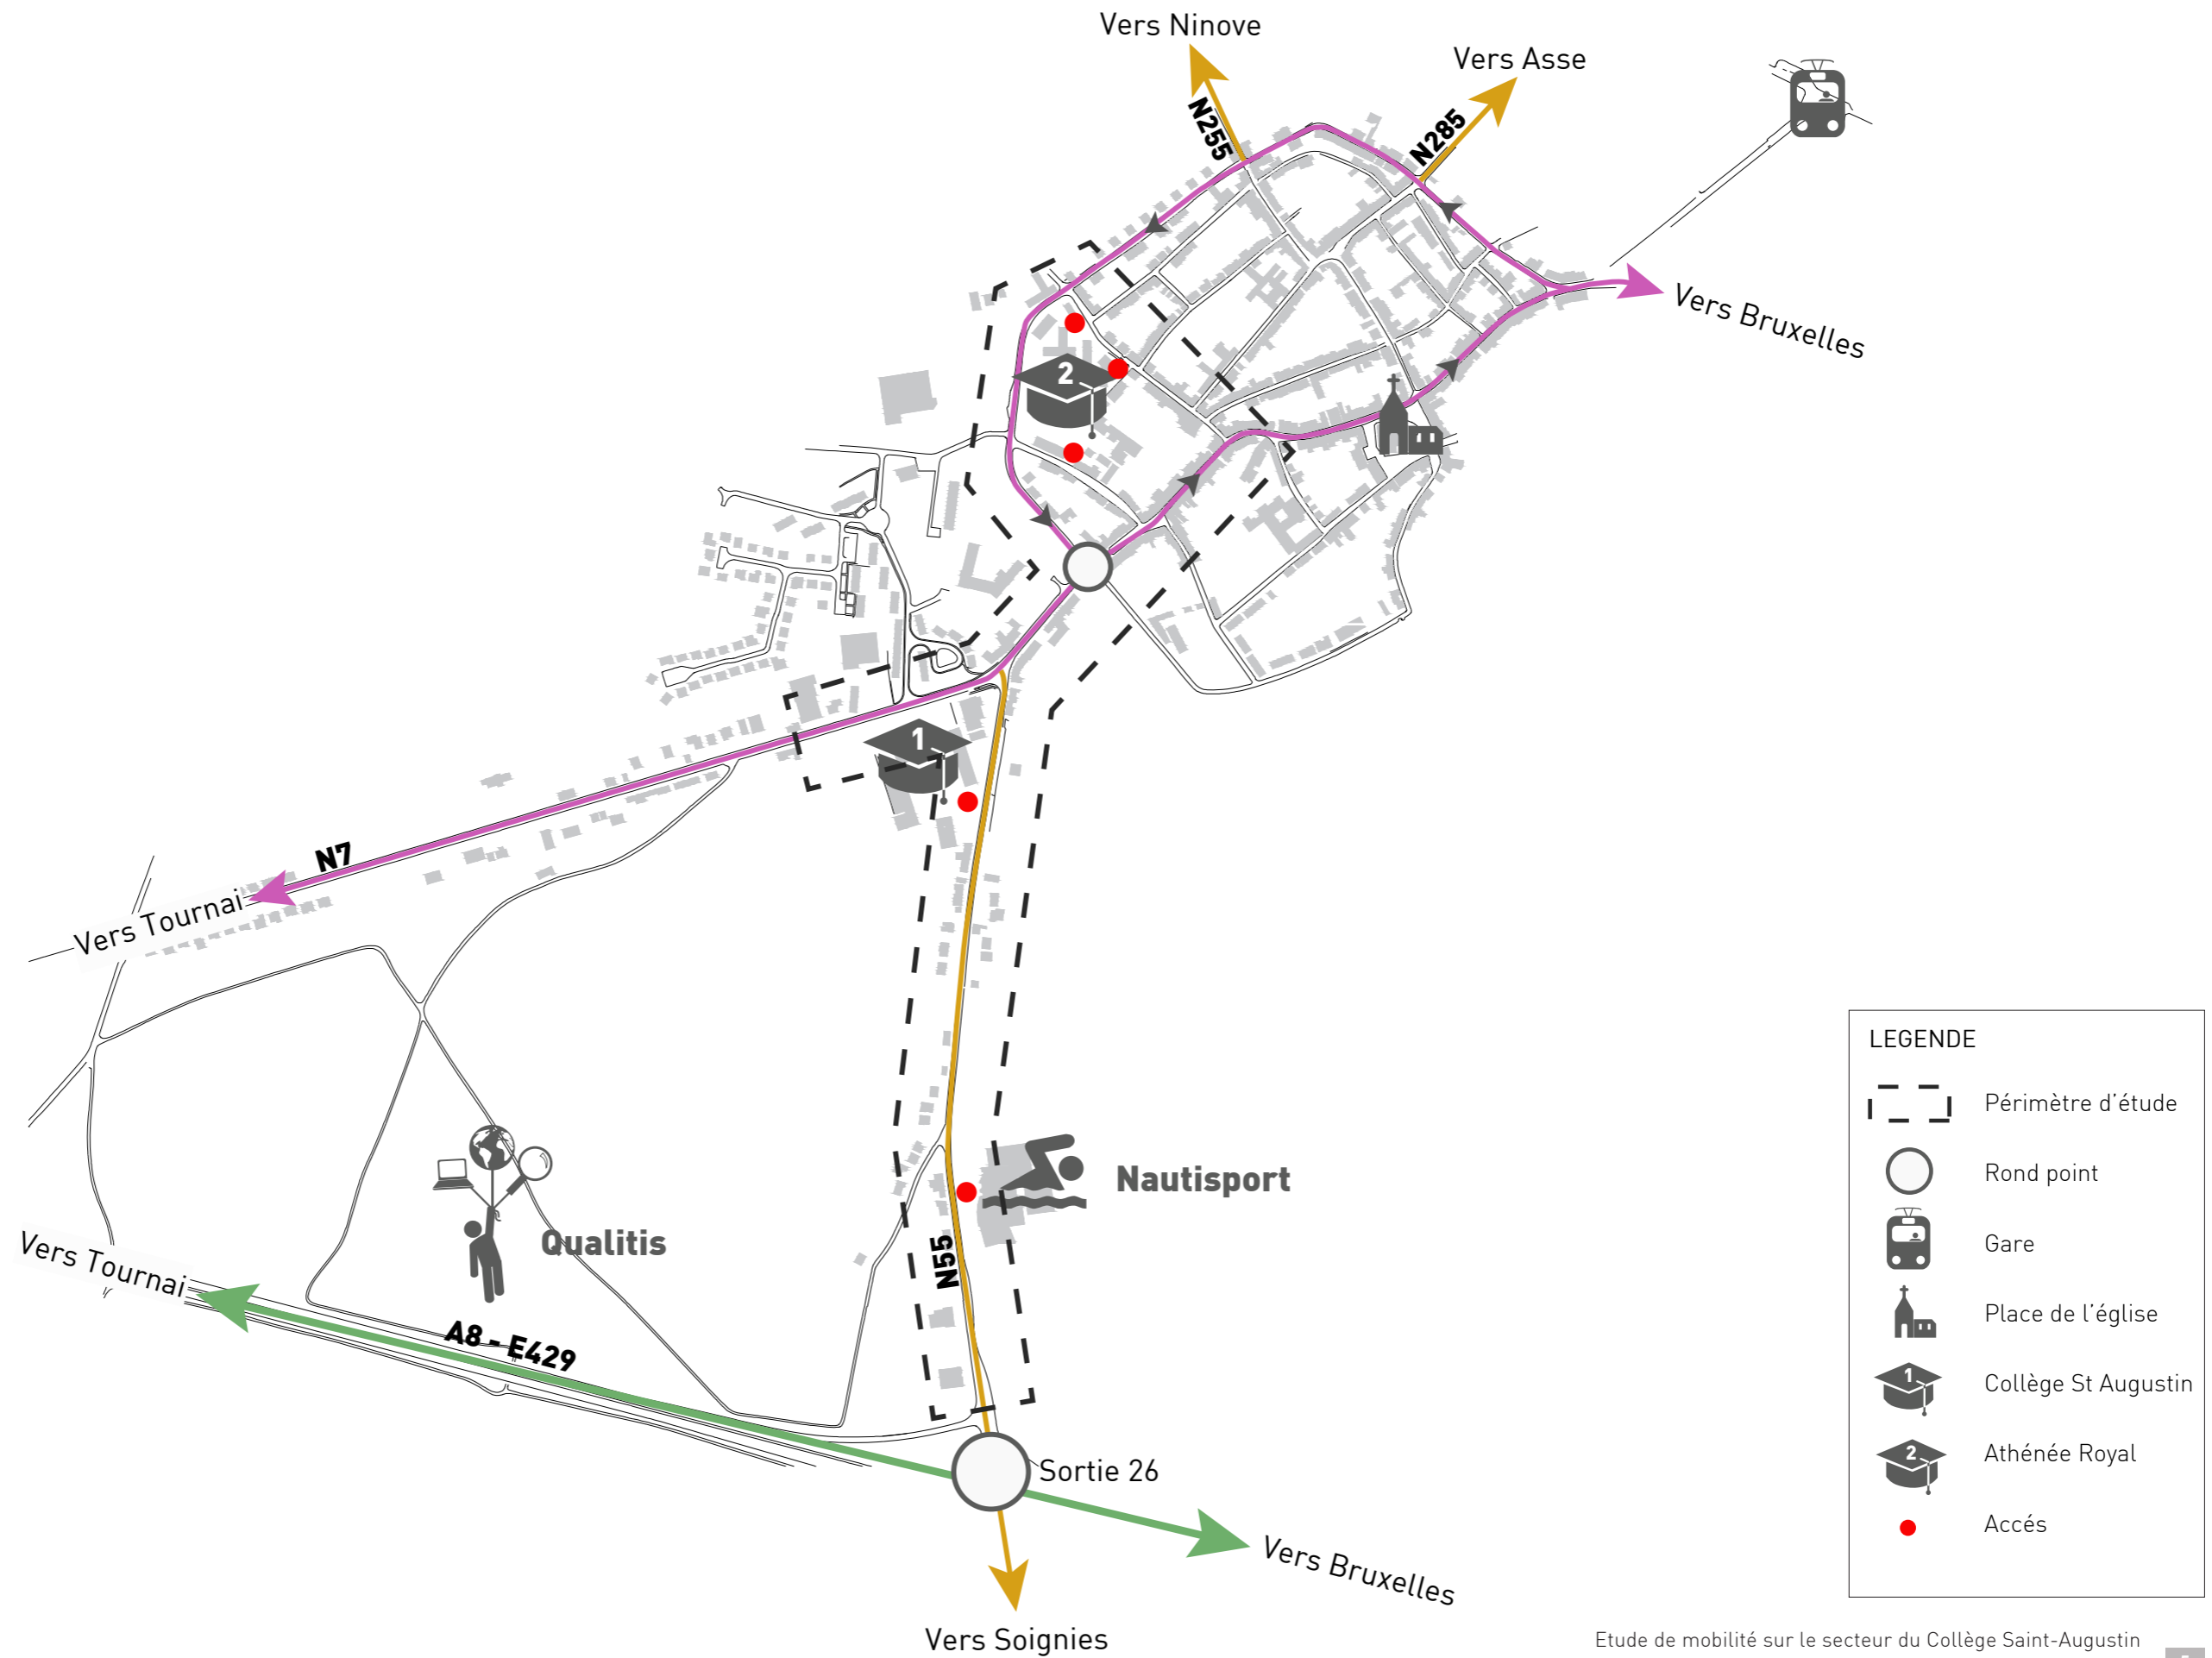 Vers Ninove
Vers Asse
N255
N285
Vers Bruxelles
2
1
N7
Vers Tournai
Nautisport
Qualitis
N55
Vers Tournai
A8 - E429
Sortie 26
Vers Bruxelles
Vers Soignies
LEGENDE
Périmètre d'étude
Rond point
Gare
Place de l'église
1
Collège St Augustin
2
Athénée Royal
Accés
Etude de mobilité sur le secteur du Collège Saint-Augustin